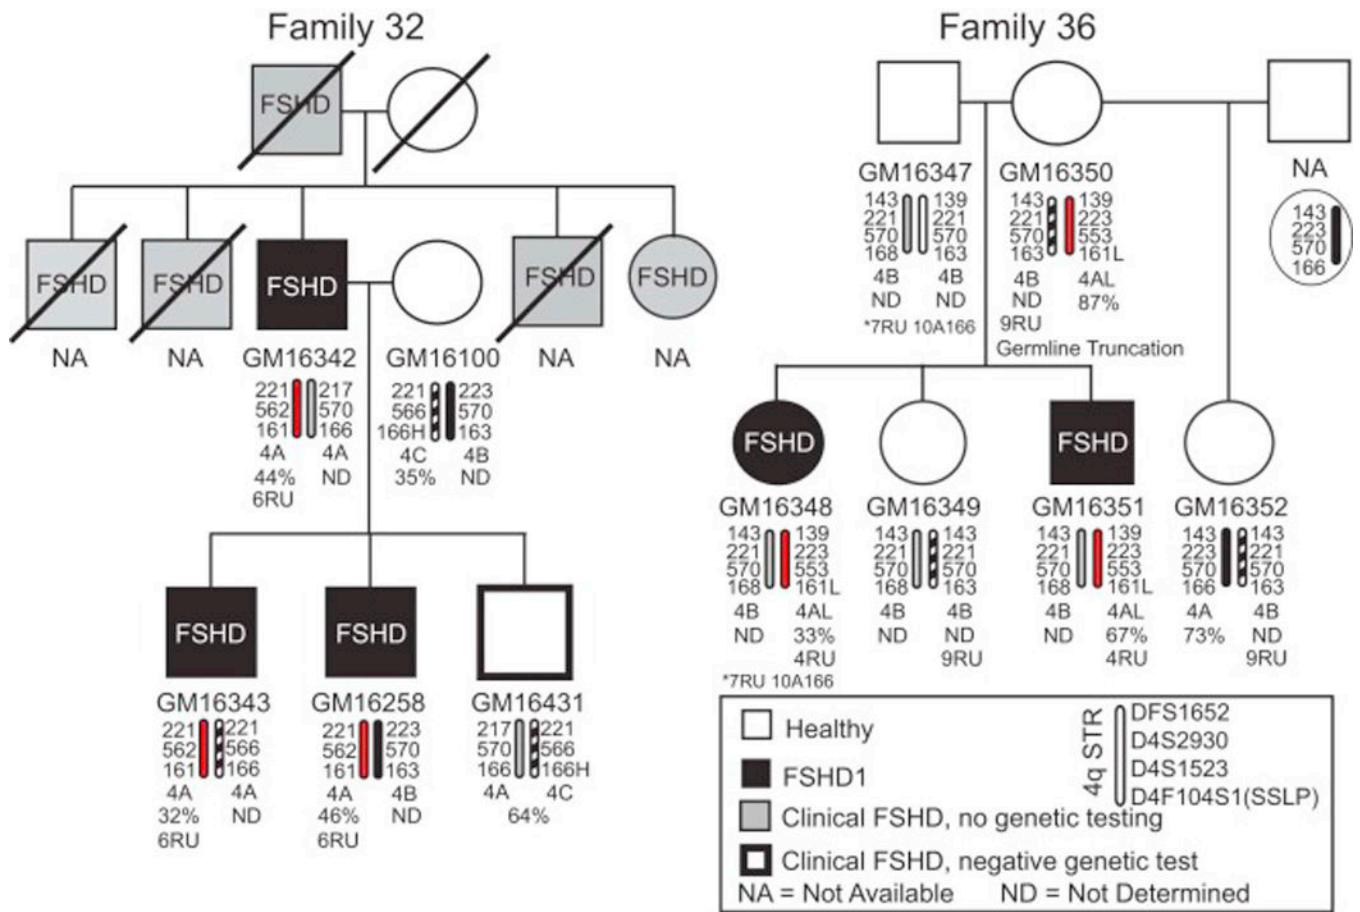 Family 32
Family 36
FSHD
NA
GM16347
143 139
221 221
570 570
168 163
4B 4B
ND ND
*7RU 10A166
GM16350
143 139
221 223
570 553
163 161L
4B 4AL
ND 87%
9RU
Germline Truncation
143
223
570
166
FSHD
FSHD
FSHD
FSHD
FSHD
NA
NA
GM16342
221 217
562 570
161 166
4A 4A
44% ND
6RU
GM16100
221 223
566 570
166H 163
4C 4B
35% ND
NA
NA
FSHD
FSHD
GM16348
143 139
221 223
570 553
168 161L
4B 4AL
ND 33%
4RU
*7RU 10A166
GM16349
143 143
221 221
570 570
168 163
4B 4B
ND ND
9RU
GM16351
143 139
221 223
570 553
168 161L
4B 4AL
ND 67%
4RU
GM16352
143 143
223 221
570 570
166 163
4A 4B
73% ND
9RU
FSHD
FSHD
GM16343
221 221
562 566
161 166
4A 4A
32% ND
6RU
GM16258
221 223
562 570
161 163
4A 4B
46% ND
6RU
GM16431
217 221
570 566
166 166H
4A 4C
64%
Healthy
FSHD1
Clinical FSHD, no genetic testing
Clinical FSHD, negative genetic test
NA = Not Available ND = Not Determined
4q STR
DFS1652
D4S2930
D4S1523
D4F104S1(SSLP)